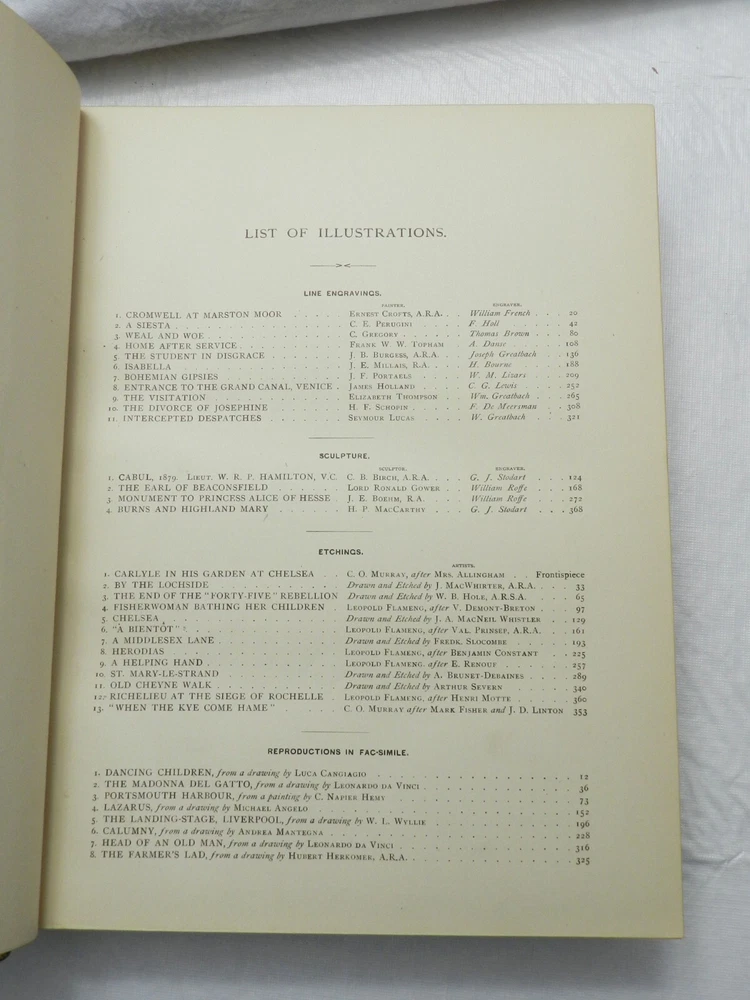 LIST OF ILLUSTRATIONS.
LINE ENGRAVINGS.
PAINTER. ENGRAVER.
1. CROMWELL AT MARSTON MOOR . . . . . ERNEST CROFTS, A.R.A. . . William French . . . 20
2. A SIESTA . . . . . . . . . . . . . C. E. PERUGINI . . . . F. Holl . . . . 42
3. WEAL AND WOE . . . . . . . . . . . C. GREGORY . . . . . . Thomas Brown . . . 80
4. HOME AFTER SERVICE . . . . . . . . FRANK W. W. TOPHAM . A. Danse . . . . 108
5. THE STUDENT IN DISGRACE . . . . . . J. B. BURGESS, A.R.A. . . Joseph Greatbach . . . 136
6. ISABELLA . . . . . . . . . . . . . J. E. MILLAIS, R.A. . . . H. Bourne . . . . 188
7. BOHEMIAN GIPSIES . . . . . . . . . J. F. PORTAELS . . . . W. M. Lizars . . . . 209
8. ENTRANCE TO THE GRAND CANAL, VENICE . JAMES HOLLAND . . . . C. G. Lewis . . . . 252
9. THE VISITATION . . . . . . . . . . ELIZABETH THOMPSON . . Wm. Greatbach . . . 265
10. THE DIVORCE OF JOSEPHINE . . . . . H. F. SCHOPIN . . . . . F. De Meersman . . . 308
11. INTERCEPTED DESPATCHES . . . . . . SEYMOUR LUCAS . . . . W. Greatbach . . . 321
SCULPTURE.
SCULPTOR. ENGRAVER.
1. CABUL, 1879. LIEUT. W. R. P. HAMILTON, V.C. C. B. BIRCH, A.R.A. . . . G. J. Stodart . . . 124
2. THE EARL OF BEACONSFIELD . . . . . . LORD RONALD GOWER . . William Roffe . . . 168
3. MONUMENT TO PRINCESS ALICE OF HESSE . J. E. BOEHM, R.A. . . . William Roffe . . . 272
4. BURNS AND HIGHLAND MARY . . . . . . H. P. MACCARTHY . . . G. J. Stodart . . . 368
ETCHINGS.
ARTISTS.
1. CARLYLE IN HIS GARDEN AT CHELSEA . . C. O. MURRAY, after MRS. ALLINGHAM . . Frontispiece
2. BY THE LOCHSIDE . . . . . . . . . . Drawn and Etched by J. MACWHIRTER, A.R.A. . . . 33
3. THE END OF THE "FORTY-FIVE" REBELLION Drawn and Etched by W. B. HOLE, A.R.S.A. . . . 65
4. FISHERWOMAN BATHING HER CHILDREN . LEOPOLD FLAMENG, after V. DEMONT-BRETON . . . 97
5. CHELSEA . . . . . . . . . . . . . . Drawn and Etched by J. A. MACNEIL WHISTLER . . . 129
6. "À BIENTÔT" . . . . . . . . . . . . LEOPOLD FLAMENG, after VAL. PRINSEP, A.R.A. . . . 161
7. A MIDDLESEX LANE . . . . . . . . . Drawn and Etched by FREDK. SLOCOMBE . . . . . 193
8. HERODIAS . . . . . . . . . . . . . LEOPOLD FLAMENG, after BENJAMIN CONSTANT . . . 225
9. A HELPING HAND . . . . . . . . . . LEOPOLD FLAMENG, after E. RENOUF . . . . . . 257
10. ST. MARY-LE-STRAND . . . . . . . . Drawn and Etched by A. BRUNET-DEBAINES . . . . 289
11. OLD CHEYNE WALK . . . . . . . . . Drawn and Etched by ARTHUR SEVERN . . . . . 340
12. RICHELIEU AT THE SIEGE OF ROCHELLE . LEOPOLD FLAMENG, after HENRI MOTTE . . . . . 360
13. "WHEN THE KYE COME HAME" . . . . . C. O. MURRAY after MARK FISHER and J. D. LINTON 353
REPRODUCTIONS IN FAC-SIMILE.
1. DANCING CHILDREN, from a drawing by LUCA CANGIAGIO . . . . . . . . . . . 12
2. THE MADONNA DEL GATTO, from a drawing by LEONARDO DA VINCI . . . . . . . . . 36
3. PORTSMOUTH HARBOUR, from a painting by C. NAPIER HEMY . . . . . . . . . . 73
4. LAZARUS, from a drawing by MICHAEL ANGELO . . . . . . . . . . . . . 152
5. THE LANDING-STAGE, LIVERPOOL, from a drawing by W. L. WYLLIE . . . . . . . . 196
6. CALUMNY, from a drawing by ANDREA MANTEGNA . . . . . . . . . . . . 228
7. HEAD OF AN OLD MAN, from a drawing by LEONARDO DA VINCI . . . . . . . . . 316
8. THE FARMER'S LAD, from a drawing by HUBERT HERKOMER, A.R.A. . . . . . . . . . 325